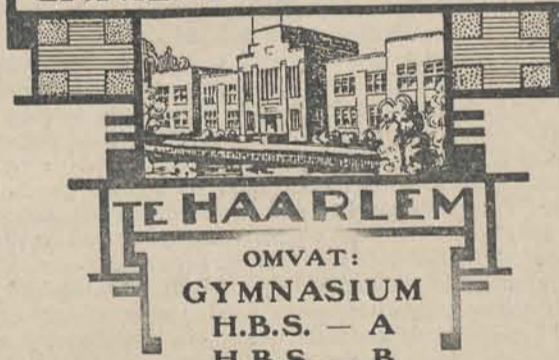 TE HAARLEM
OMVAT:
GYMNASIUM
H.B.S. — A
H.B.S. — B